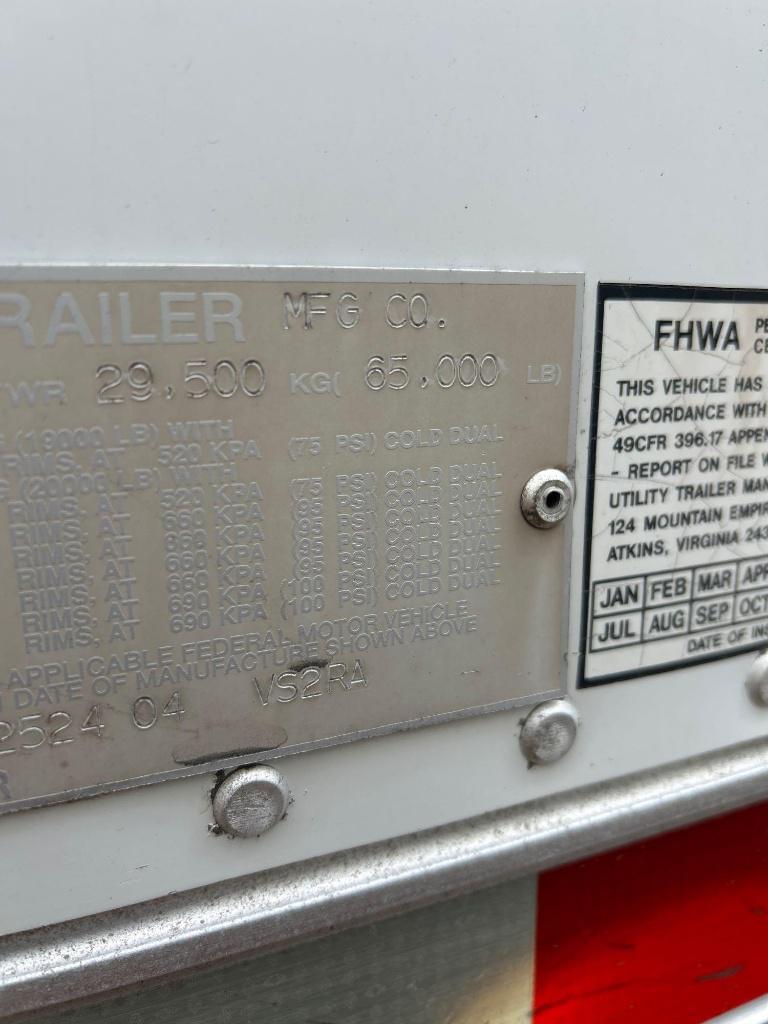 RAILER MFG CO.
WR 29,500 KG( 65,000 LB)
(19000 LB) WITH
RIMS, AT 520 KPA (75 PSI) COLD DUAL
(20000 LB) WITH
RIMS, AT 520 KPA (75 PSI) COLD DUAL
RIMS, AT 660 KPA (95 PSI) COLD DUAL
RIMS, AT 660 KPA (95 PSI) COLD DUAL
RIMS, AT 660 KPA (95 PSI) COLD DUAL
RIMS, AT 660 KPA (95 PSI) COLD DUAL
RIMS, AT 690 KPA (100 PSI) COLD DUAL
RIMS, AT 690 KPA (100 PSI) COLD DUAL
APPLICABLE FEDERAL MOTOR VEHICLE
DATE OF MANUFACTURE SHOWN ABOVE
2524 04 VS2RA
R
FHWA PE
CE
THIS VEHICLE HAS
ACCORDANCE WITH
49CFR 396.17 APPEN
- REPORT ON FILE W
UTILITY TRAILER MAN
124 MOUNTAIN EMPIR
ATKINS, VIRGINIA 243
JAN FEB MAR APR
JUL AUG SEP OCT
DATE OF INS